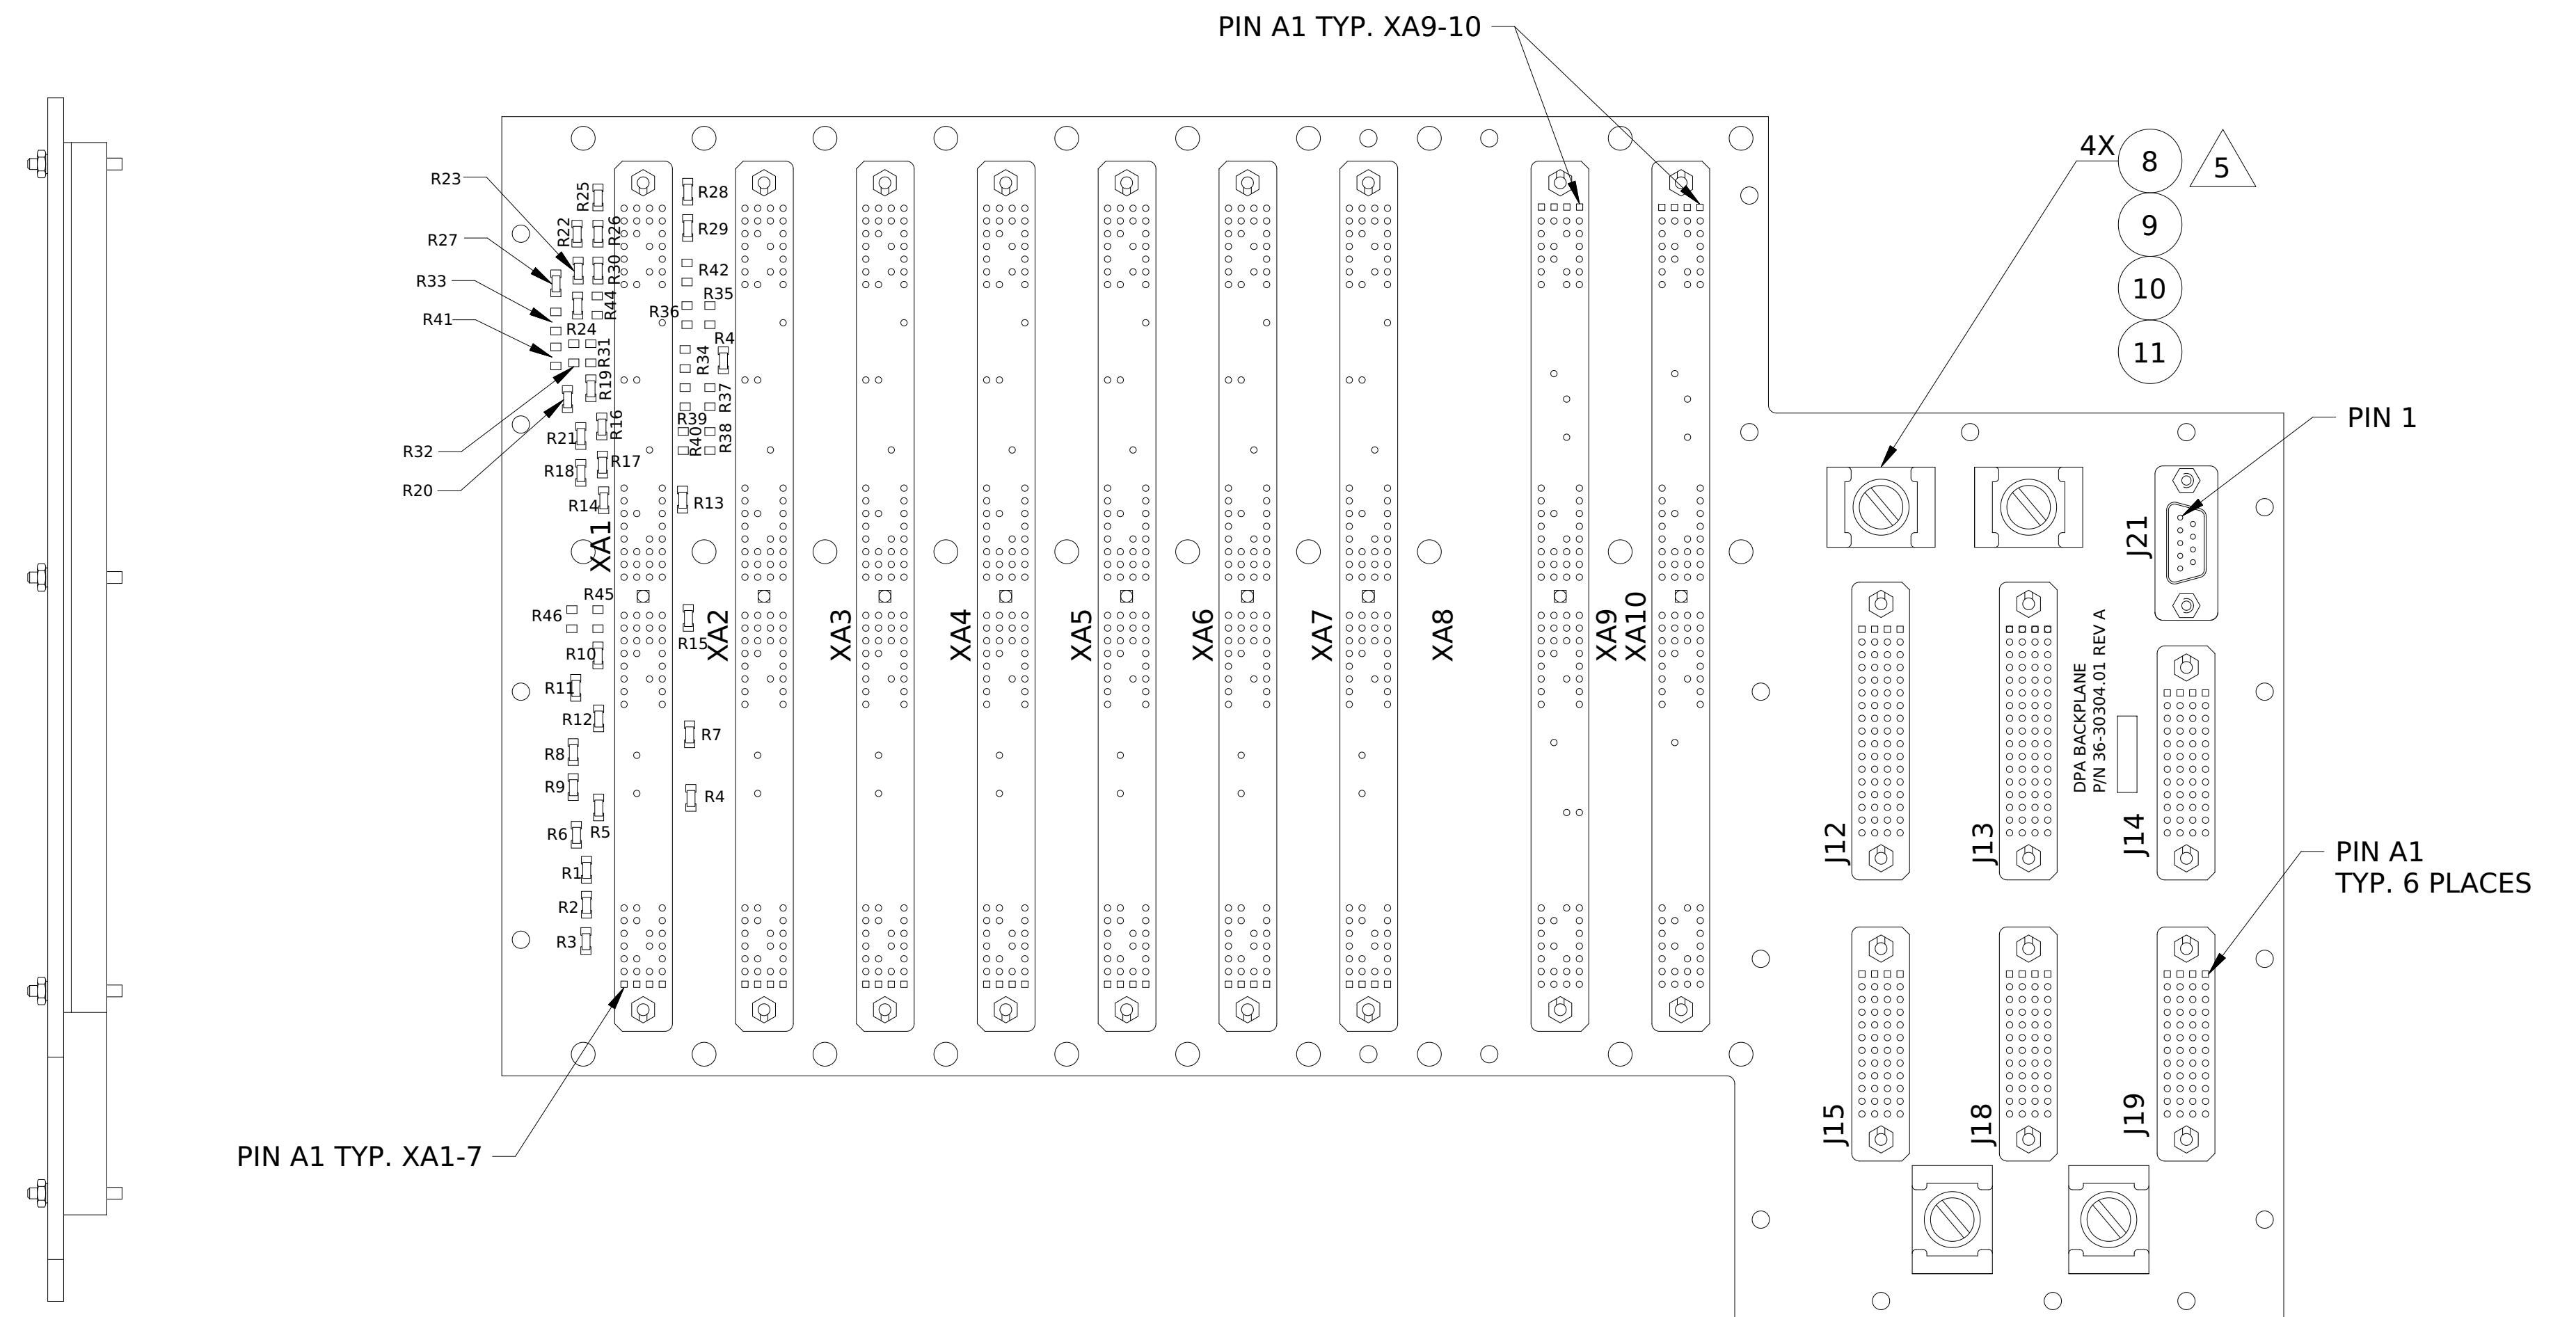 PIN A1 TYP. XA9-10
4X
8
5
9
10
11
PIN 1
R23
R25
R28
R22
R26
R29
R27
R30
R42
R33
R44
R35
R36
R41
R24
R4
R31
R34
R19
R37
R39
R16
R21
R40
R38
R32
R18
R17
R20
R14
R13
XA1
J21
R45
R46
R15
XA2
XA3
XA4
XA5
XA6
XA7
XA8
XA9
XA10
R10
R11
R12
R7
R8
R9
R4
R6
R5
R1
R2
R3
DPA BACKPLANE
P/N 36-30304.01 REV A
J12
J13
J14
PIN A1
TYP. 6 PLACES
J15
J18
J19
PIN A1 TYP. XA1-7